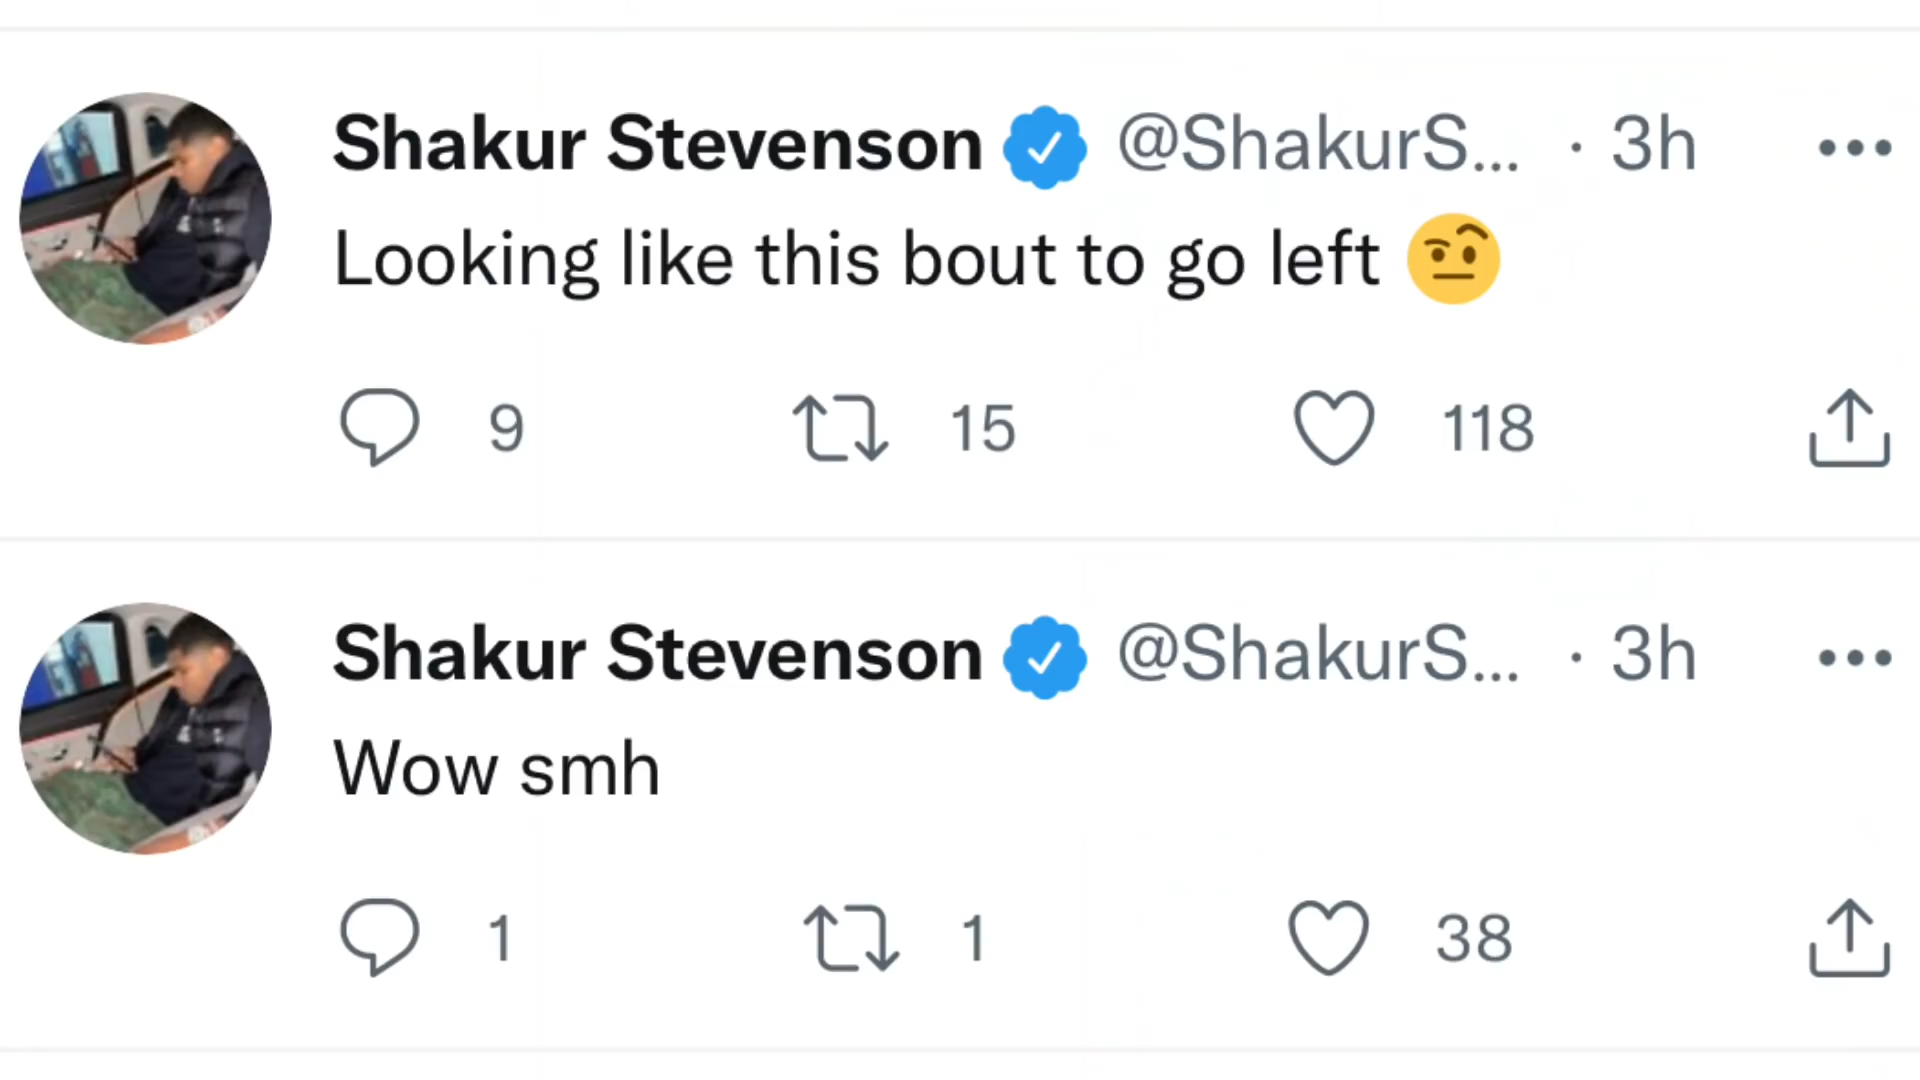 Shakur Stevenson @ShakurS... · 3h
Looking like this bout to go left 🤨
9 15 118
Shakur Stevenson @ShakurS... · 3h
Wow smh
1 1 38